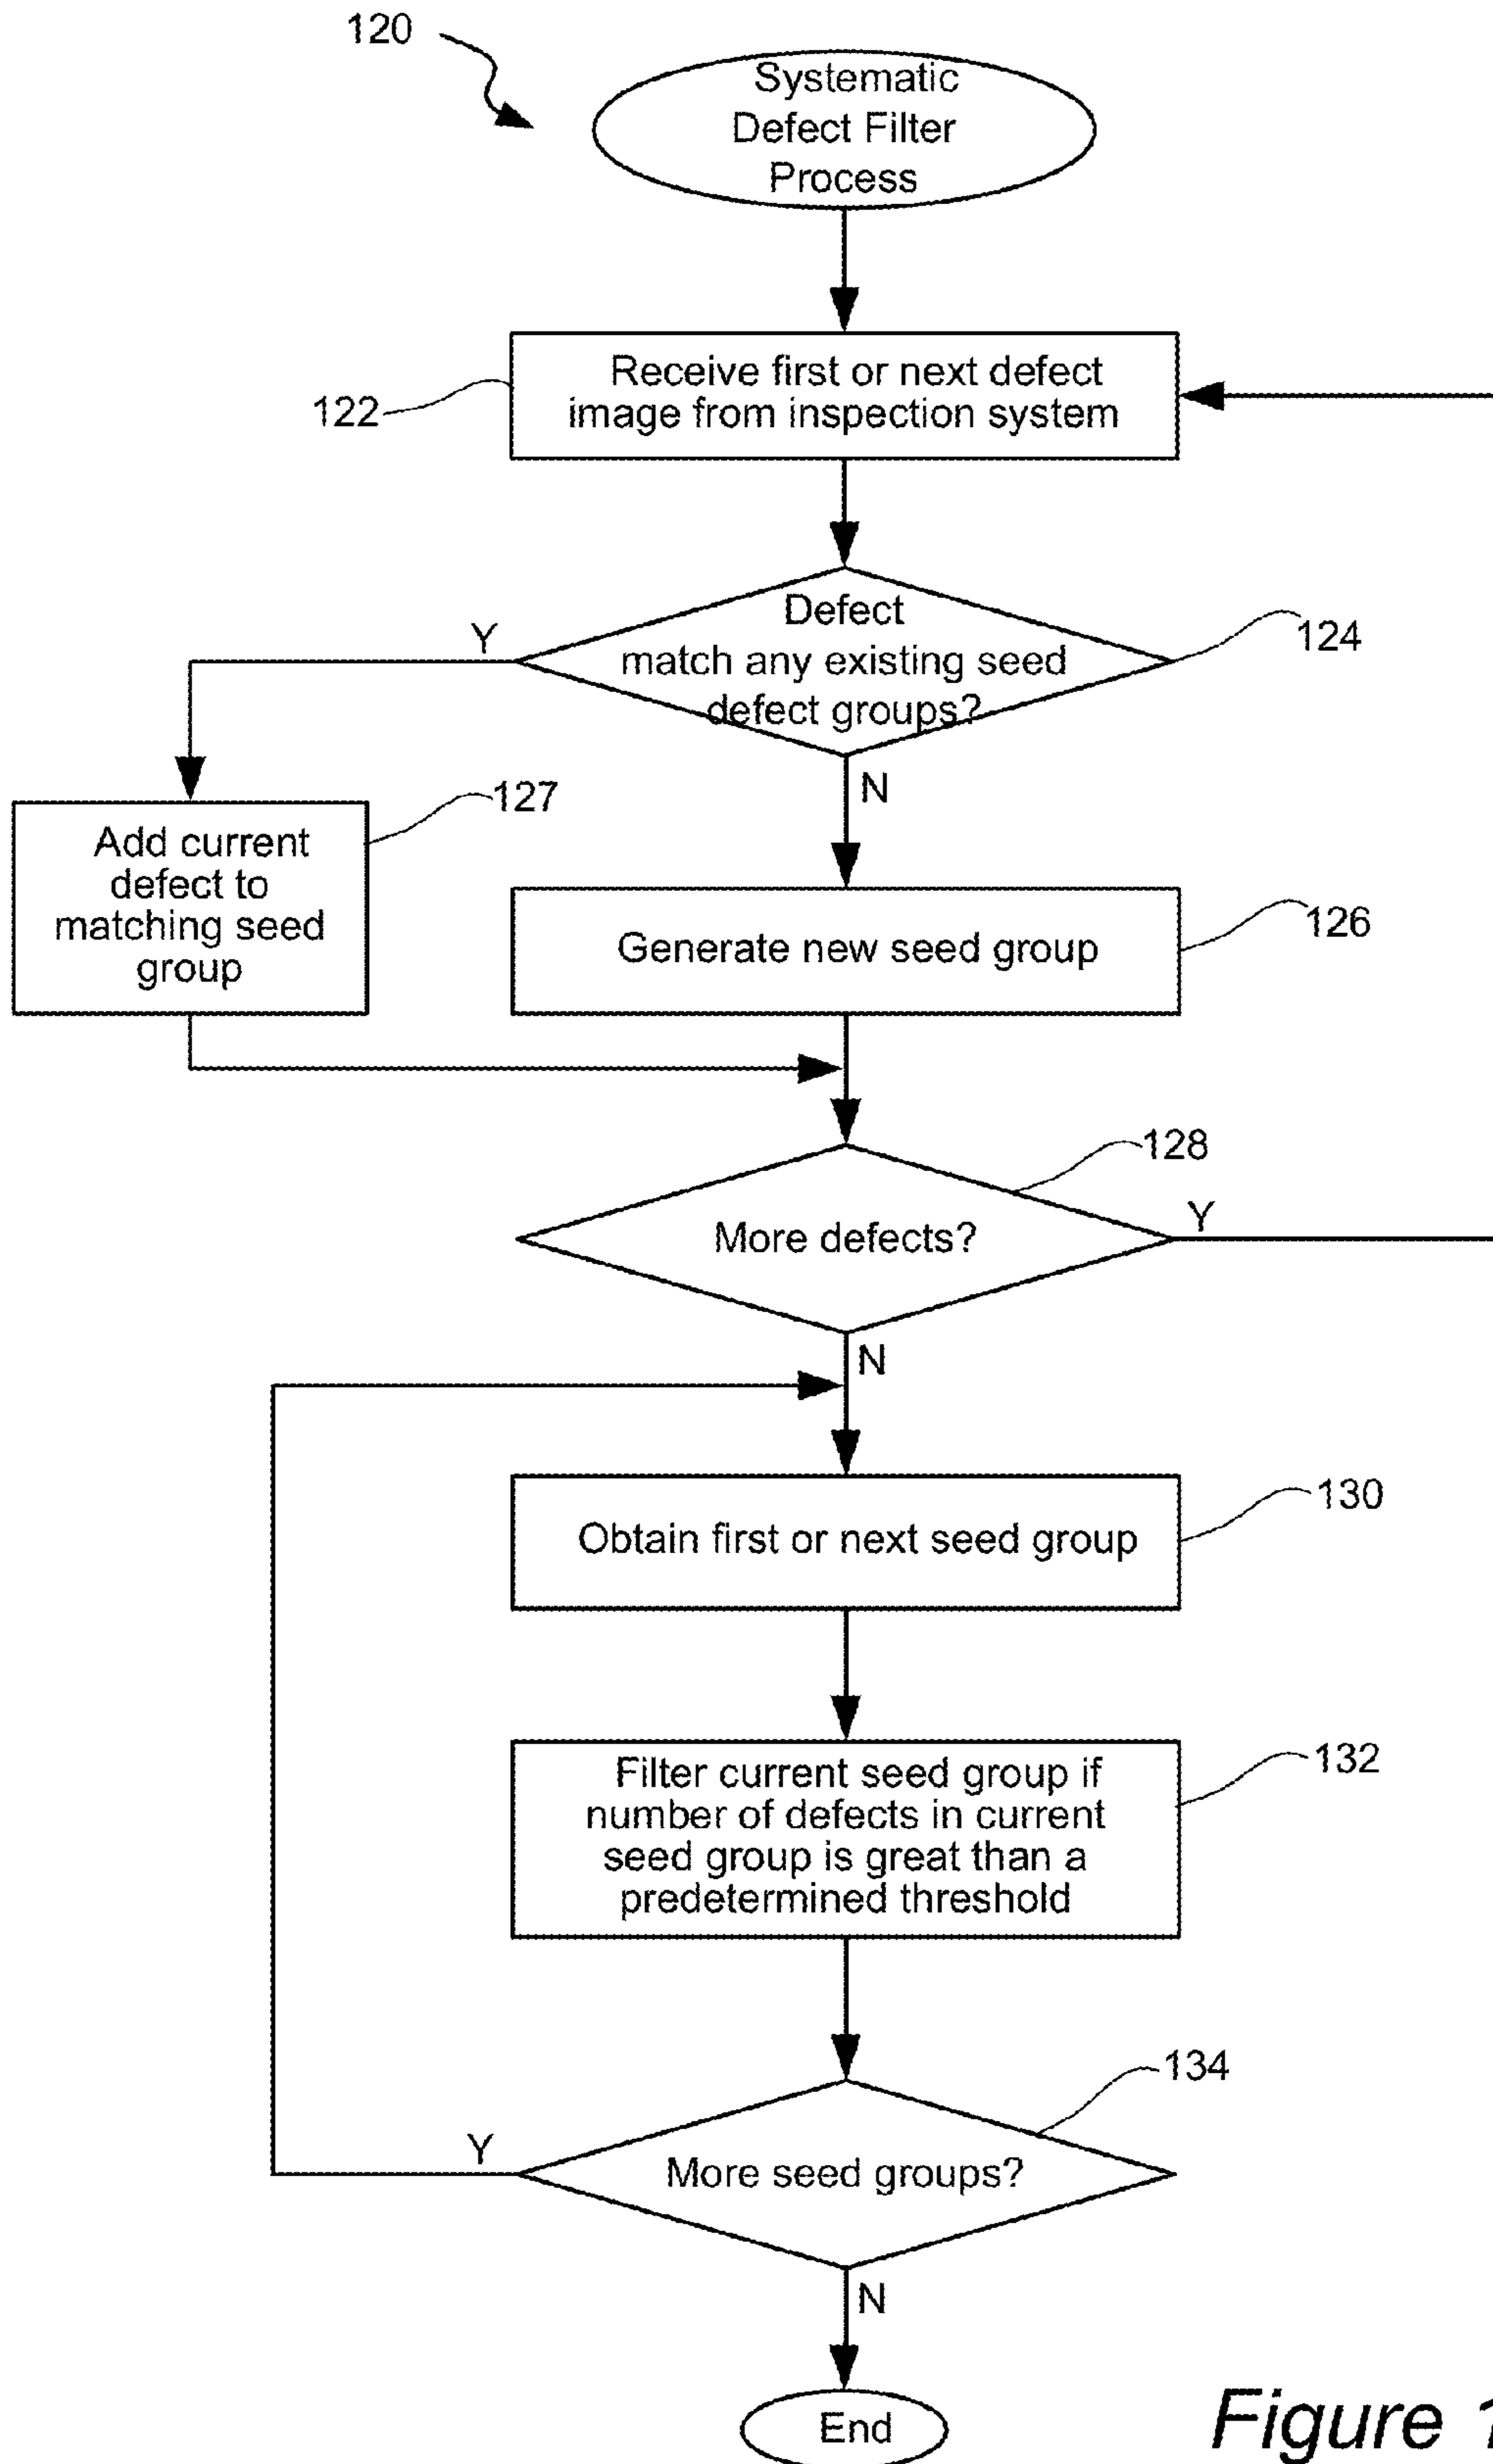 120
Systematic
Defect Filter
Process
122
Receive first or next defect
image from inspection system
124
Defect
match any existing seed
defect groups?
Y
N
127
Add current
defect to
matching seed
group
126
Generate new seed group
128
More defects?
Y
N
130
Obtain first or next seed group
132
Filter current seed group if
number of defects in current
seed group is great than a
predetermined threshold
134
More seed groups?
Y
N
End
Figure 1